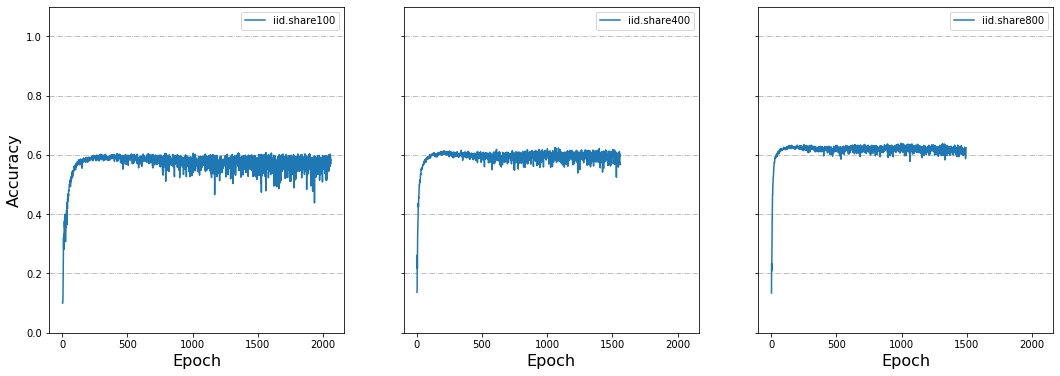 iid.share100
iid.share400
iid.share800
Accuracy
1.0
0.8
0.6
0.4
0.2
0.0
0 500 1000 1500 2000
0 500 1000 1500 2000
0 500 1000 1500 2000
Epoch
Epoch
Epoch